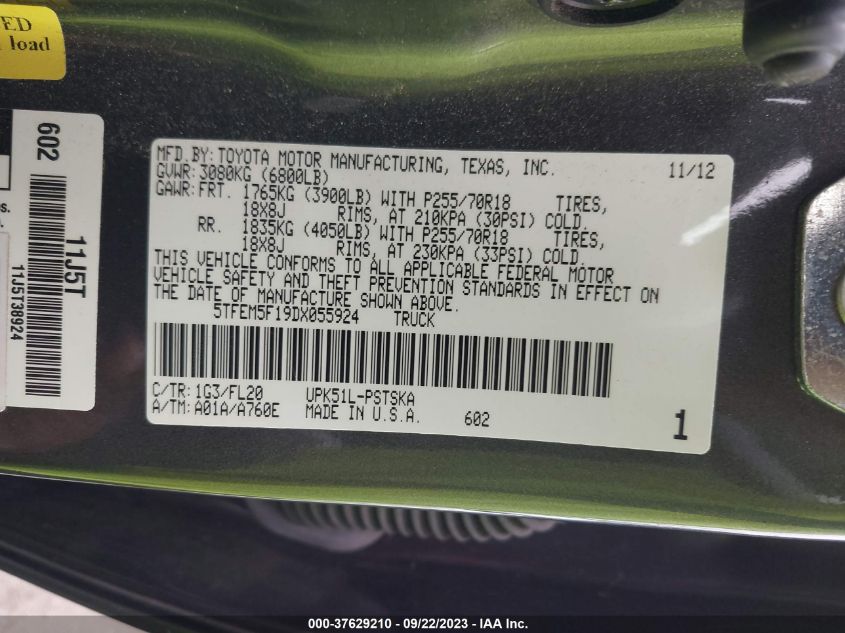 ED
load
602
11J5T
11J5T38924
s.
MFD.BY:TOYOTA MOTOR MANUFACTURING, TEXAS, INC. 11/12
GVWR:3080KG (6800LB)
GAWR:FRT. 1765KG (3900LB) WITH P255/70R18 TIRES,
18X8J RIMS, AT 210KPA (30PSI) COLD.
RR. 1835KG (4050LB) WITH P255/70R18 TIRES,
18X8J RIMS, AT 230KPA (33PSI) COLD.
THIS VEHICLE CONFORMS TO ALL APPLICABLE FEDERAL MOTOR
VEHICLE SAFETY AND THEFT PREVENTION STANDARDS IN EFFECT ON
THE DATE OF MANUFACTURE SHOWN ABOVE.
5TFEM5F19DX055924 TRUCK
C/TR:1G3/FL20 UPK51L-PSTSKA
A/TM:A01A/A760E MADE IN U.S.A. 602
1
000-37629210 - 09/22/2023 - IAA Inc.